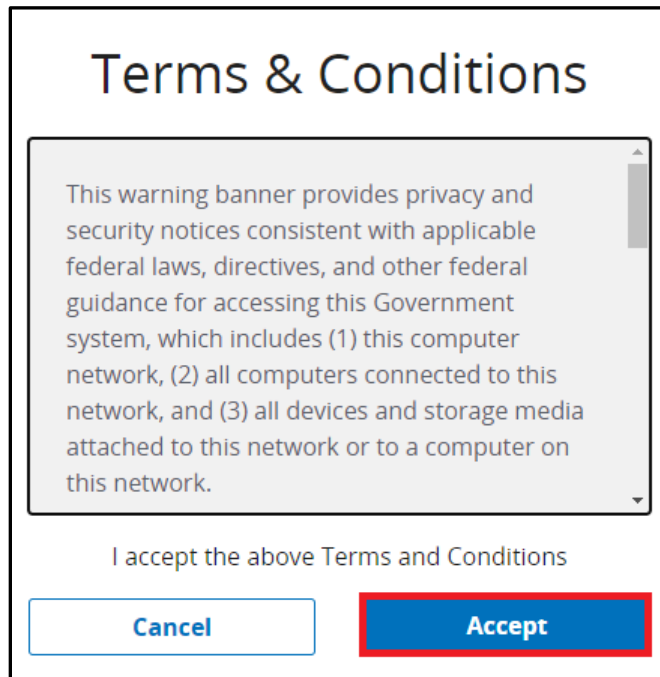 Terms & Conditions
This warning banner provides privacy and
security notices consistent with applicable
federal laws, directives, and other federal
guidance for accessing this Government
system, which includes (1) this computer
network, (2) all computers connected to this
network, and (3) all devices and storage media
attached to this network or to a computer on
this network.
I accept the above Terms and Conditions
Cancel
Accept